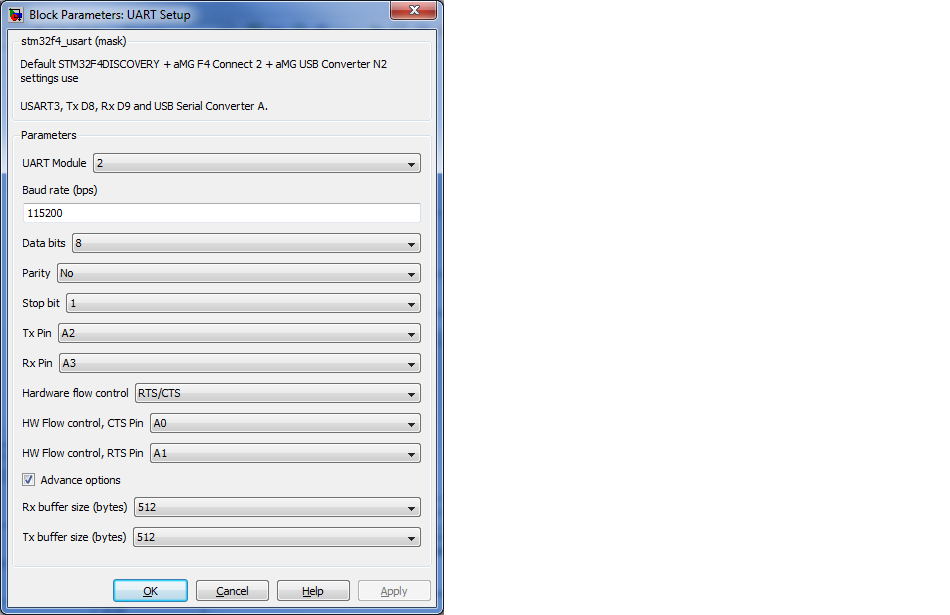 Block Parameters: UART Setup
stm32f4_usart (mask)
Default STM32F4DISCOVERY + aMG F4 Connect 2 + aMG USB Converter N2
settings use
USART3, Tx D8, Rx D9 and USB Serial Converter A.
Parameters
UART Module 2
Baud rate (bps)
115200
Data bits 8
Parity No
Stop bit 1
Tx Pin A2
Rx Pin A3
Hardware flow control RTS/CTS
HW Flow control, CTS Pin A0
HW Flow control, RTS Pin A1
Advance options
Rx buffer size (bytes) 512
Tx buffer size (bytes) 512
OK Cancel Help Apply